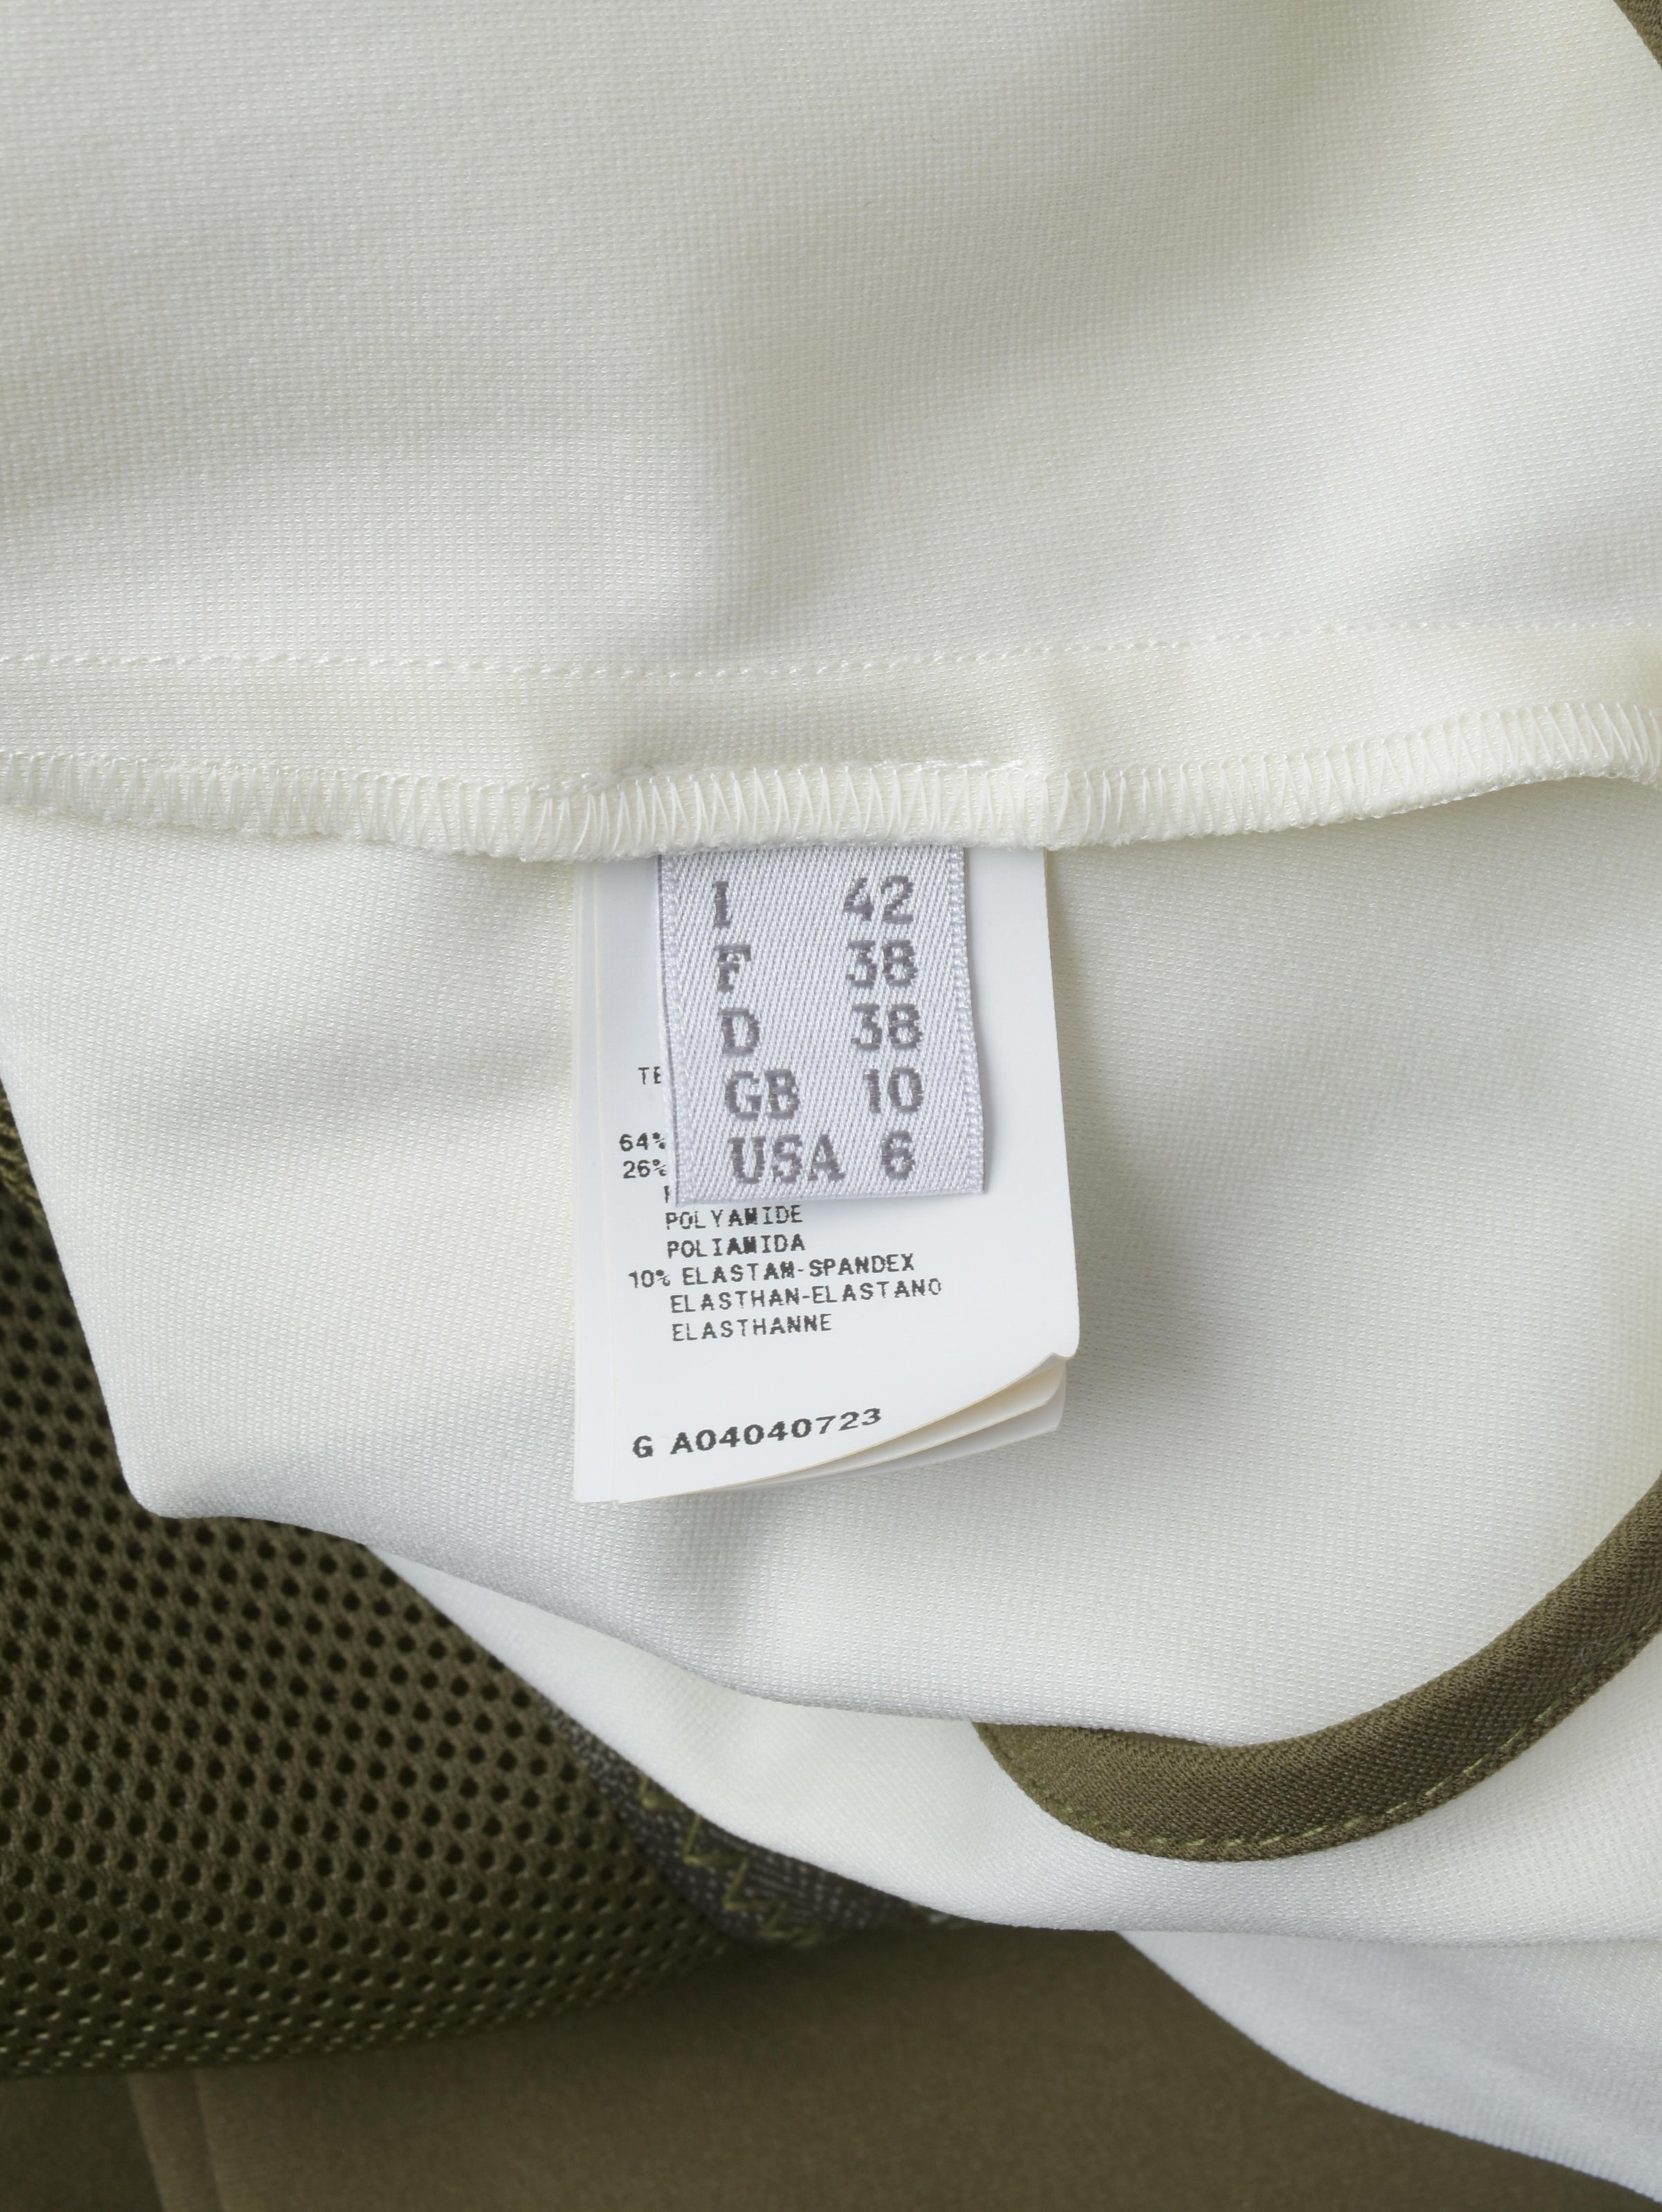 I 42
F 38
D 38
GB 10
USA 6
64%
26%
POLYAMIDE
POLIAMIDA
10% ELASTAM-SPANDEX
ELASTHAN-ELASTANO
ELASTHANNE
G A04040723